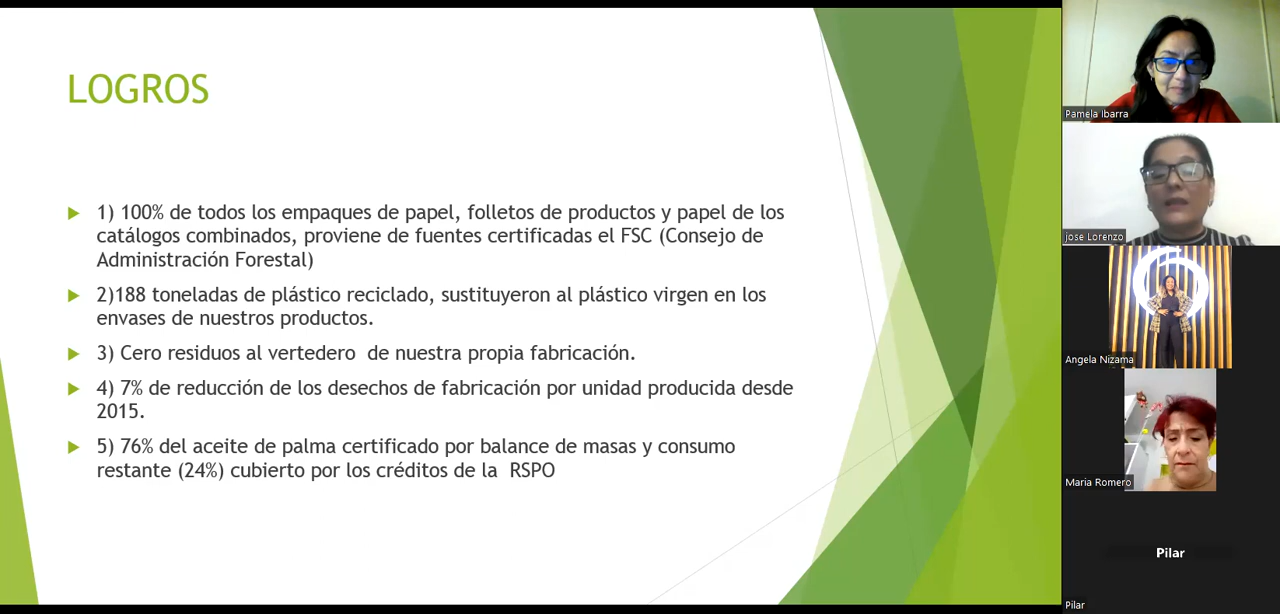 LOGROS
1) 100% de todos los empaques de papel, folletos de productos y papel de los
catálogos combinados, proviene de fuentes certificadas el FSC (Consejo de
Administración Forestal)
2)188 toneladas de plástico reciclado, sustituyeron al plástico virgen en los
envases de nuestros productos.
3) Cero residuos al vertedero  de nuestra propia fabricación.
4) 7% de reducción de los desechos de fabricación por unidad producida desde
2015.
5) 76% del aceite de palma certificado por balance de masas y consumo
restante (24%) cubierto por los créditos de la  RSPO
Pamela Ibarra
jose Lorenzo
Angela Nizama
Maria Romero
Pilar
Pilar